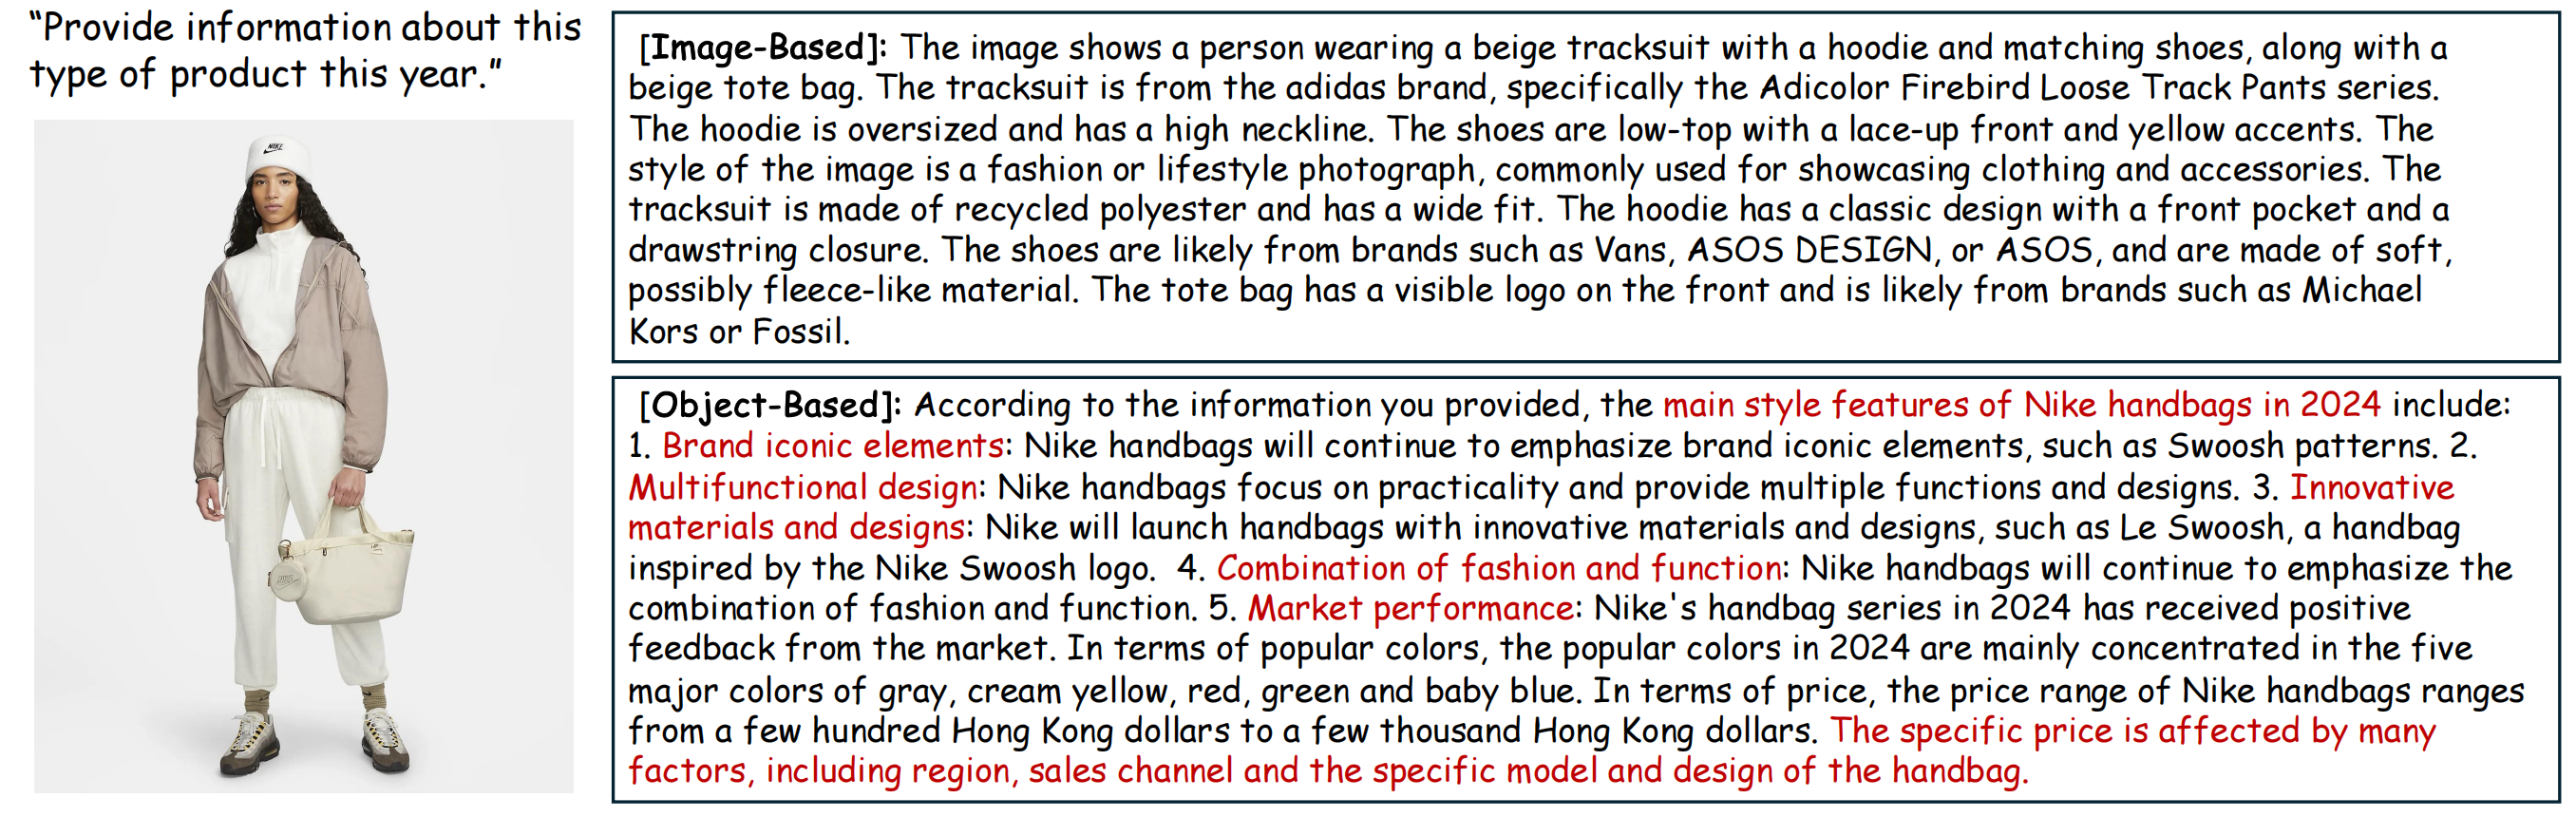 “Provide information about this
type of product this year.”
NIKE
[Image-Based]: The image shows a person wearing a beige tracksuit with a hoodie and matching shoes, along with a
beige tote bag. The tracksuit is from the adidas brand, specifically the Adicolor Firebird Loose Track Pants series.
The hoodie is oversized and has a high neckline. The shoes are low-top with a lace-up front and yellow accents. The
style of the image is a fashion or lifestyle photograph, commonly used for showcasing clothing and accessories. The
tracksuit is made of recycled polyester and has a wide fit. The hoodie has a classic design with a front pocket and a
drawstring closure. The shoes are likely from brands such as Vans, ASOS DESIGN, or ASOS, and are made of soft,
possibly fleece-like material. The tote bag has a visible logo on the front and is likely from brands such as Michael
Kors or Fossil.
[Object-Based]: According to the information you provided, the main style features of Nike handbags in 2024 include:
1. Brand iconic elements: Nike handbags will continue to emphasize brand iconic elements, such as Swoosh patterns. 2.
Multifunctional design: Nike handbags focus on practicality and provide multiple functions and designs. 3. Innovative
materials and designs: Nike will launch handbags with innovative materials and designs, such as Le Swoosh, a handbag
inspired by the Nike Swoosh logo. 4. Combination of fashion and function: Nike handbags will continue to emphasize the
combination of fashion and function. 5. Market performance: Nike's handbag series in 2024 has received positive
feedback from the market. In terms of popular colors, the popular colors in 2024 are mainly concentrated in the five
major colors of gray, cream yellow, red, green and baby blue. In terms of price, the price range of Nike handbags ranges
from a few hundred Hong Kong dollars to a few thousand Hong Kong dollars. The specific price is affected by many
factors, including region, sales channel and the specific model and design of the handbag.
NIKE